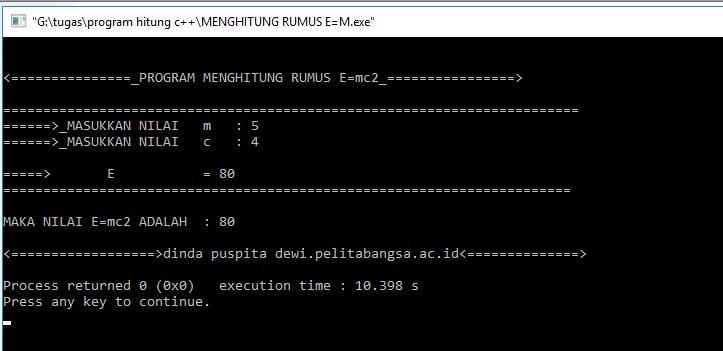 "G:\tugas\program hitung c++\MENGHITUNG RUMUS E=M.exe"
<===============_PROGRAM MENGHITUNG RUMUS E=mc2_================>
========================================================================
======>_MASUKKAN NILAI   m   : 5
======>_MASUKKAN NILAI   c   : 4
=====>       E           = 80
=======================================================================
MAKA NILAI E=mc2 ADALAH  : 80
<==================>dinda puspita dewi.pelitabangsa.ac.id<==============>
Process returned 0 (0x0)   execution time : 10.398 s
Press any key to continue.